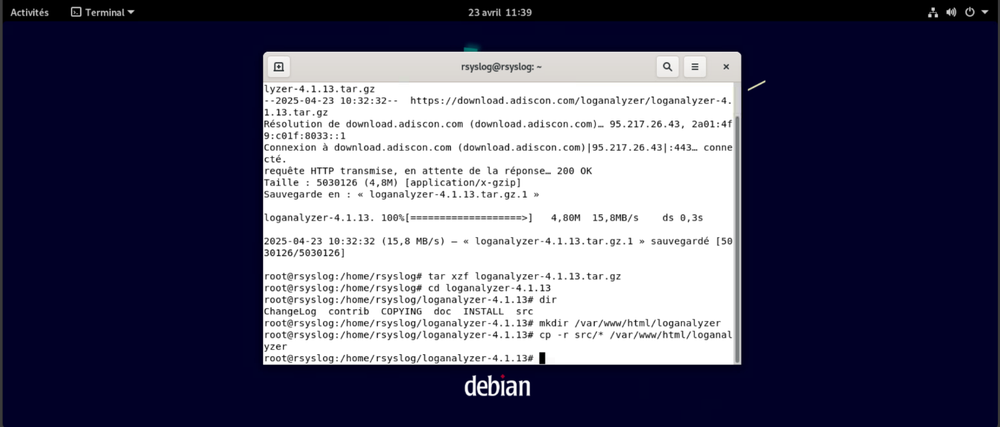 Activités Terminal 23 avril 11:39
rsyslog@rsyslog: ~
lyzer-4.1.13.tar.gz
--2025-04-23 10:32:32--  https://download.adiscon.com/loganalyzer/loganalyzer-4.
1.13.tar.gz
Résolution de download.adiscon.com (download.adiscon.com)… 95.217.26.43, 2a01:4f
9:c01f:8033::1
Connexion à download.adiscon.com (download.adiscon.com)|95.217.26.43|:443… conne
cté.
requête HTTP transmise, en attente de la réponse… 200 OK
Taille : 5030126 (4,8M) [application/x-gzip]
Sauvegarde en : « loganalyzer-4.1.13.tar.gz.1 »
loganalyzer-4.1.13. 100%[===================>]   4,80M  15,8MB/s    ds 0,3s
2025-04-23 10:32:32 (15,8 MB/s) — « loganalyzer-4.1.13.tar.gz.1 » sauvegardé [50
30126/5030126]
root@rsyslog:/home/rsyslog# tar xzf loganalyzer-4.1.13.tar.gz
root@rsyslog:/home/rsyslog# cd loganalyzer-4.1.13
root@rsyslog:/home/rsyslog/loganalyzer-4.1.13# dir
ChangeLog  contrib  COPYING  doc  INSTALL  src
root@rsyslog:/home/rsyslog/loganalyzer-4.1.13# mkdir /var/www/html/loganalyzer
root@rsyslog:/home/rsyslog/loganalyzer-4.1.13# cp -r src/* /var/www/html/loganal
yzer
root@rsyslog:/home/rsyslog/loganalyzer-4.1.13#
debian